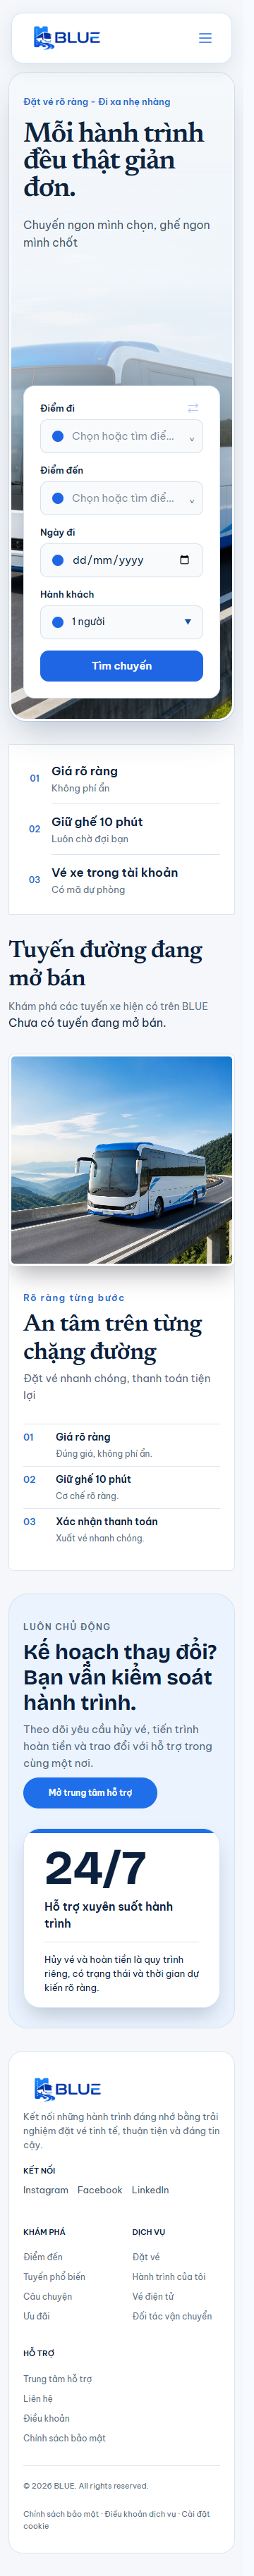 BLUE
Đặt vé rõ ràng - Đi xa nhẹ nhàng
Mỗi hành trình
đều thật giản
đơn.
Chuyến ngon mình chọn, ghế ngon
mình chốt
Điểm đi
Chọn hoặc tìm điể...
Điểm đến
Chọn hoặc tìm điể...
Ngày đi
dd/mm/yyyy
Hành khách
1 người
Tìm chuyến
01
Giá rõ ràng
Không phí ẩn
02
Giữ ghế 10 phút
Luôn chờ đợi bạn
03
Vé xe trong tài khoản
Có mã dự phòng
Tuyến đường đang
mở bán
Khám phá các tuyến xe hiện có trên BLUE
Chưa có tuyến đang mở bán.
Rõ ràng từng bước
An tâm trên từng
chặng đường
Đặt vé nhanh chóng, thanh toán tiện
lợi
01
Giá rõ ràng
Đúng giá, không phí ẩn.
02
Giữ ghế 10 phút
Cơ chế rõ ràng.
03
Xác nhận thanh toán
Xuất vé nhanh chóng.
LUÔN CHỦ ĐỘNG
Kế hoạch thay đổi?
Bạn vẫn kiểm soát
hành trình.
Theo dõi yêu cầu hủy vé, tiến trình
hoàn tiền và trao đổi với hỗ trợ trong
cùng một nơi.
Mở trung tâm hỗ trợ
24/7
Hỗ trợ xuyên suốt hành
trình
Hủy vé và hoàn tiền là quy trình
riêng, có trạng thái và thời gian dự
kiến rõ ràng.
BLUE
Kết nối những hành trình đáng nhớ bằng trải
nghiệm đặt vé tinh tế, thuận tiện và đáng tin
cậy.
KẾT NỐI
Instagram Facebook LinkedIn
KHÁM PHÁ
Điểm đến
Tuyến phổ biến
Câu chuyện
Ưu đãi
DỊCH VỤ
Đặt vé
Hành trình của tôi
Vé điện tử
Đối tác vận chuyển
HỖ TRỢ
Trung tâm hỗ trợ
Liên hệ
Điều khoản
Chính sách bảo mật
© 2026 BLUE. All rights reserved.
Chính sách bảo mật · Điều khoản dịch vụ · Cài đặt
cookie